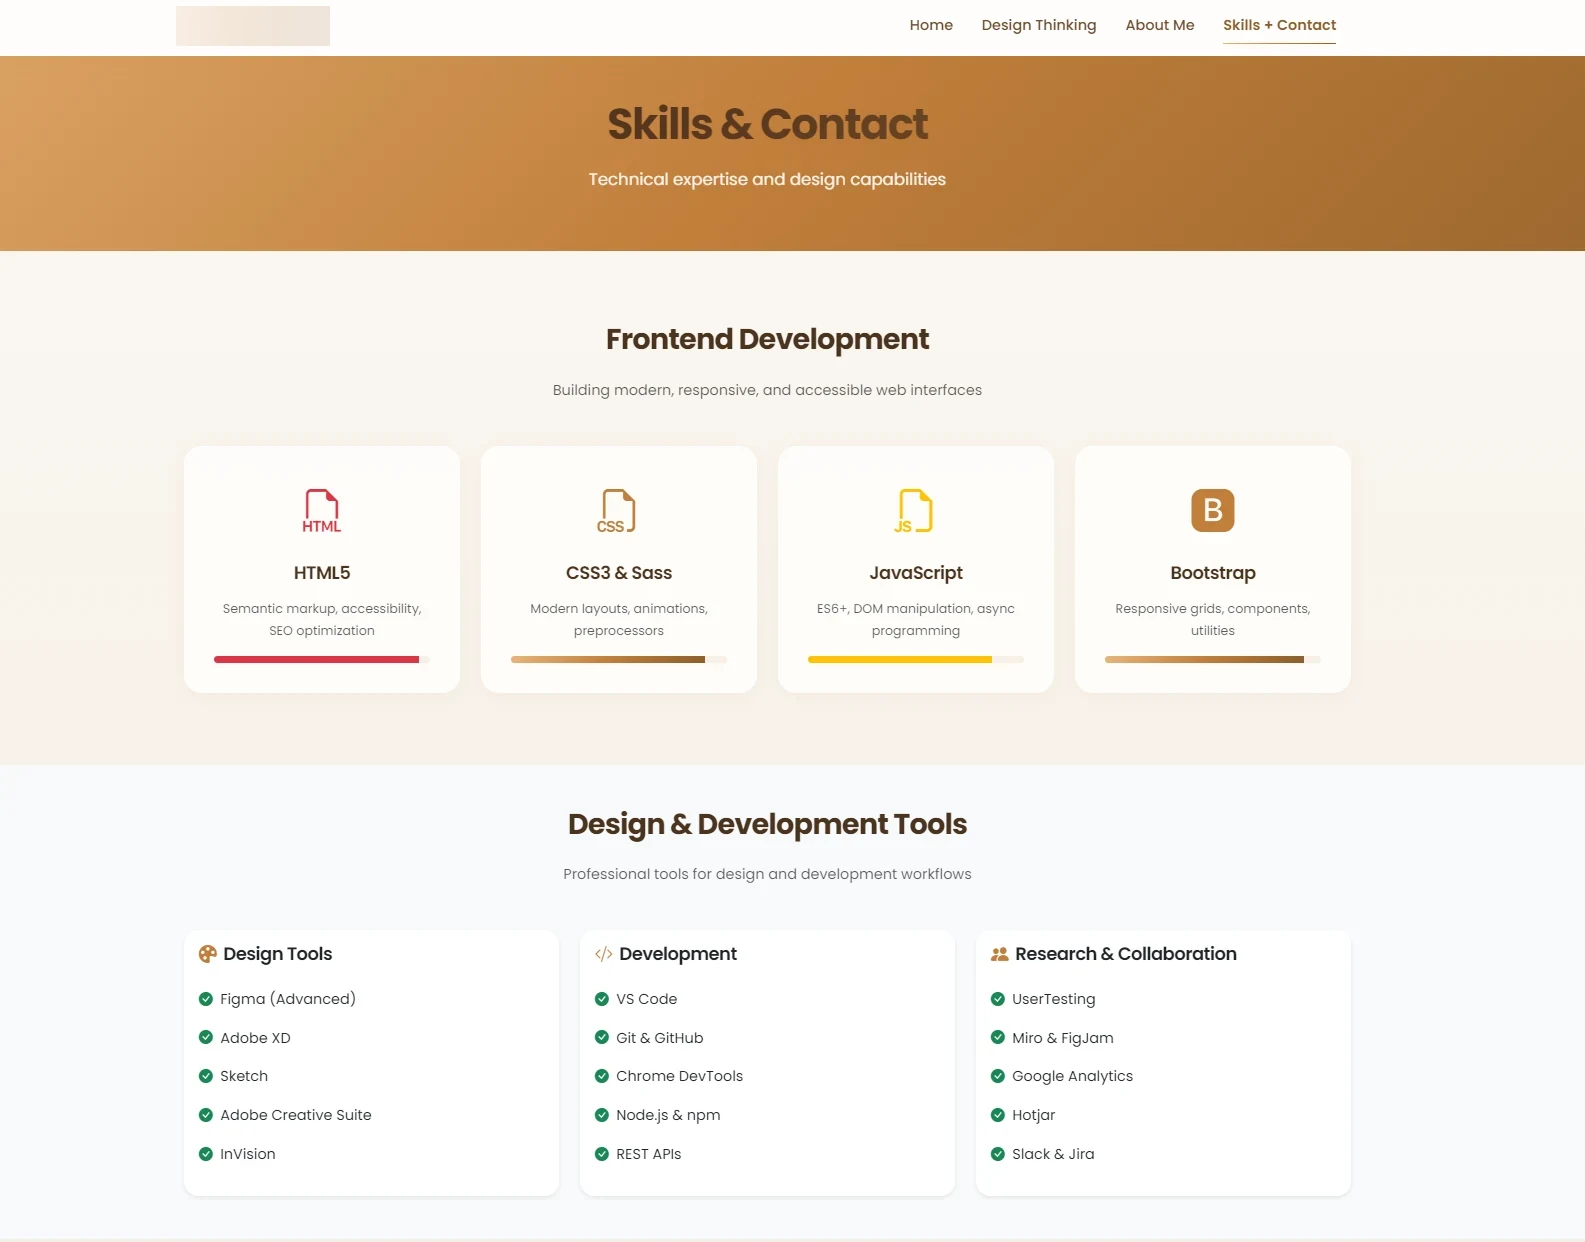 Home Design Thinking About Me Skills + Contact
Skills & Contact
Technical expertise and design capabilities
Frontend Development
Building modern, responsive, and accessible web interfaces
HTML
HTML5
Semantic markup, accessibility,
SEO optimization
CSS
CSS3 & Sass
Modern layouts, animations,
preprocessors
JS
JavaScript
ES6+, DOM manipulation, async
programming
B
Bootstrap
Responsive grids, components,
utilities
Design & Development Tools
Professional tools for design and development workflows
Design Tools
Figma (Advanced)
Adobe XD
Sketch
Adobe Creative Suite
InVision
Development
VS Code
Git & GitHub
Chrome DevTools
Node.js & npm
REST APIs
Research & Collaboration
UserTesting
Miro & FigJam
Google Analytics
Hotjar
Slack & Jira